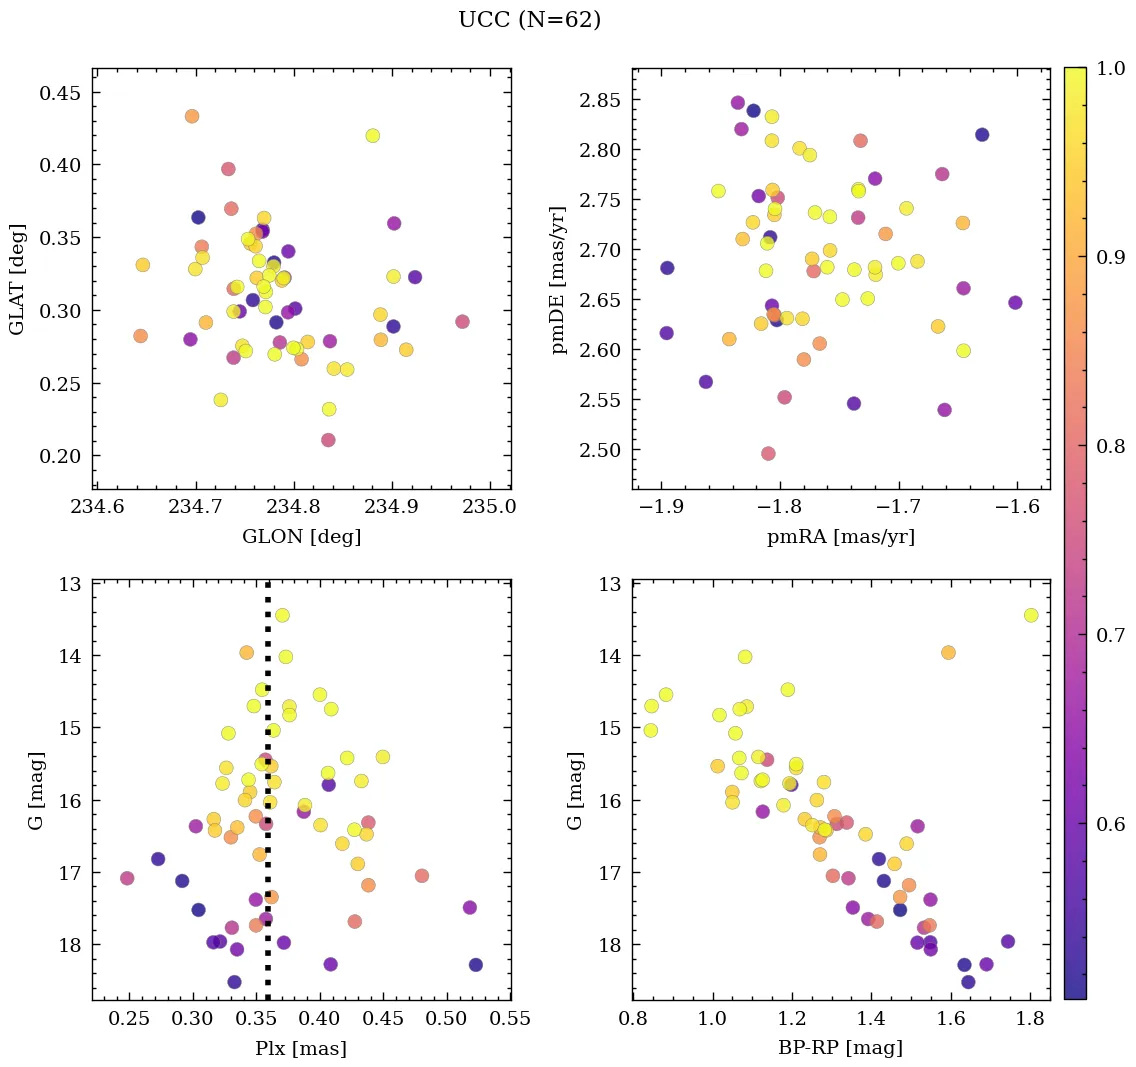 UCC (N=62)
0.45
0.40
0.35
0.30
0.25
0.20
GLAT [deg]
234.6 234.7 234.8 234.9 235.0
GLON [deg]
2.85
2.80
2.75
2.70
2.65
2.60
2.55
2.50
pmDE [mas/yr]
−1.9 −1.8 −1.7 −1.6
pmRA [mas/yr]
13
14
15
16
17
18
G [mag]
0.25 0.30 0.35 0.40 0.45 0.50 0.55
Plx [mas]
13
14
15
16
17
18
G [mag]
0.8 1.0 1.2 1.4 1.6 1.8
BP-RP [mag]
1.0
0.9
0.8
0.7
0.6